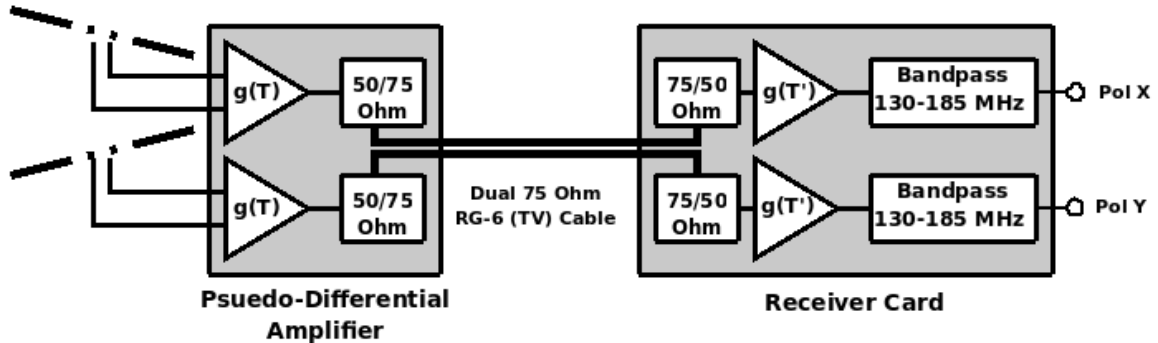 g(T)
50/75
Ohm
75/50
Ohm
g(T')
Bandpass
130-185 MHz
Pol X
g(T)
50/75
Ohm
Dual 75 Ohm
RG-6 (TV) Cable
75/50
Ohm
g(T')
Bandpass
130-185 MHz
Pol Y
Psuedo-Differential
Amplifier
Receiver Card